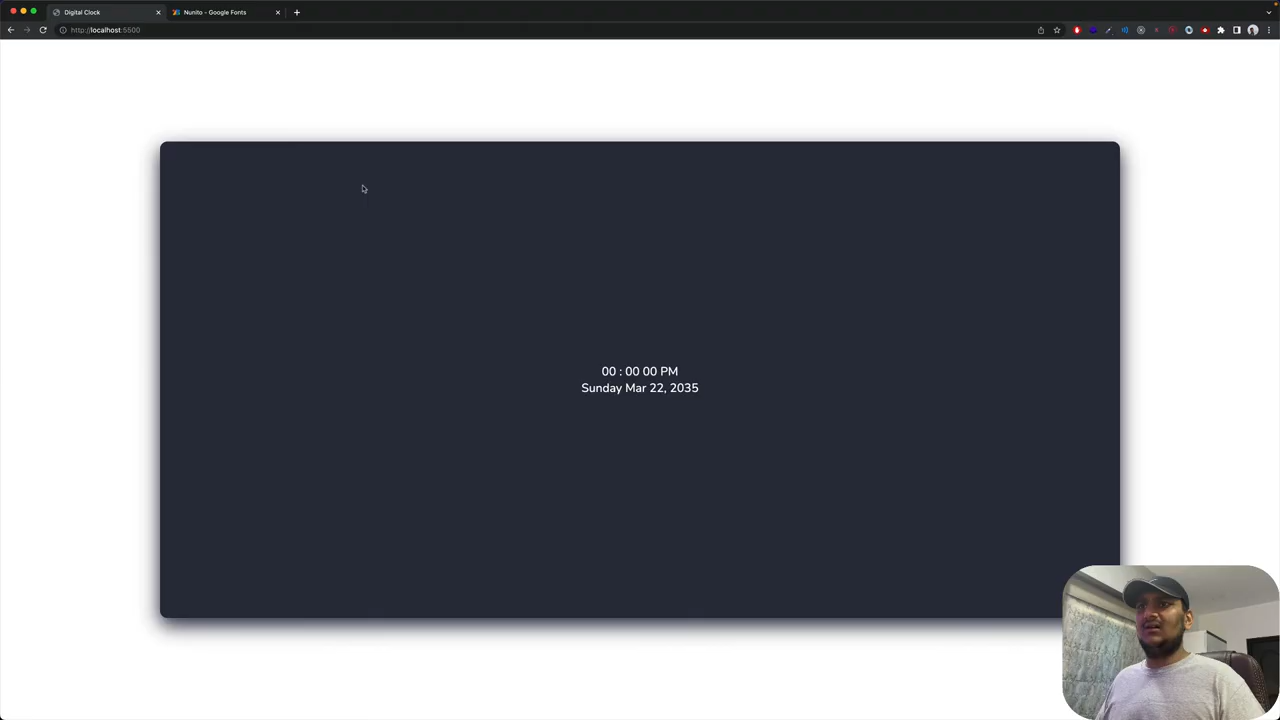 Digital Clock
Nunito - Google Fonts
http://localhost:5500
00 : 00 00 PM
Sunday Mar 22, 2035